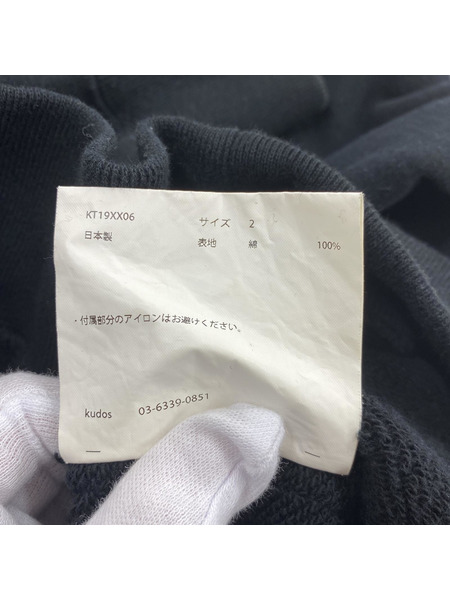 KT19XX06 サイズ 2
日本製 表地 綿 100%
・付属部分のアイロンはお避けください。
kudos 03-6339-0851